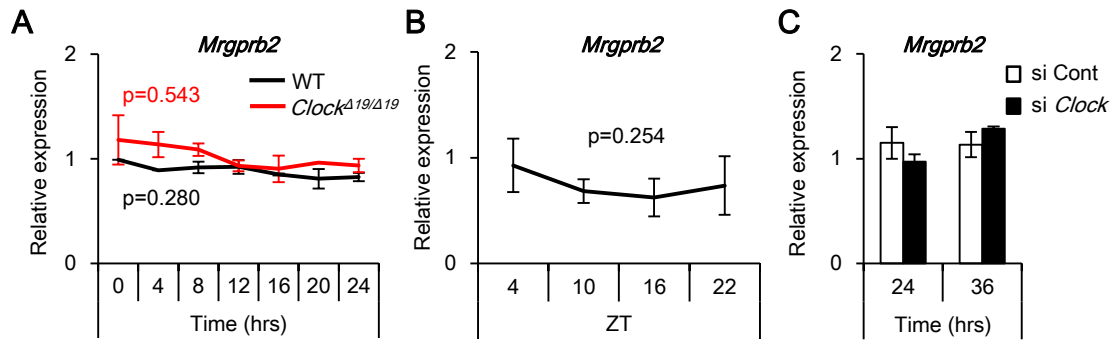 A
Mrgprb2
Relative expression
2
1
0
WT
Clock^Δ19/Δ19
p=0.543
p=0.280
0 4 8 12 16 20 24
Time (hrs)
B
Mrgprb2
Relative expression
2
1
0
p=0.254
4 10 16 22
ZT
C
Mrgprb2
Relative expression
2
1
0
si Cont
si Clock
24 36
Time (hrs)